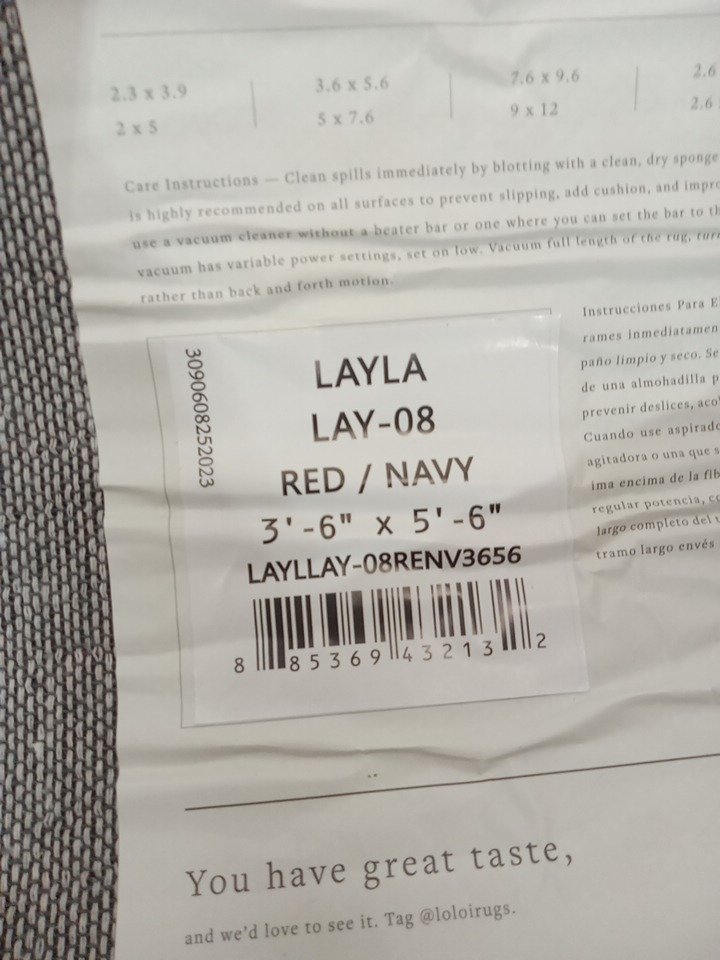 2.3 x 3.9
2 x 5
3.6 x 5.6
5 x 7.6
7.6 x 9.6
9 x 12
2.6
2.6
Care Instructions — Clean spills immediately by blotting with a clean, dry sponge
is highly recommended on all surfaces to prevent slipping, add cushion, and impro
use a vacuum cleaner without a beater bar or one where you can set the bar to th
vacuum has variable power settings, set on low. Vacuum full length of the rug, turn
rather than back and forth motion.
3090608252023
LAYLA
LAY-08
RED / NAVY
3'-6" x 5'-6"
LAYLLAY-08RENV3656
8 85369 43213 2
Instrucciones Para E
rames inmediatamen
paño limpio y seco. Se
de una almohadilla p
prevenir deslices, aco
Cuando use aspirado
agitadora o una que s
ima encima de la fib
regular potencia, co
largo completo del t
tramo largo envés
You have great taste,
and we'd love to see it. Tag @loloirugs.